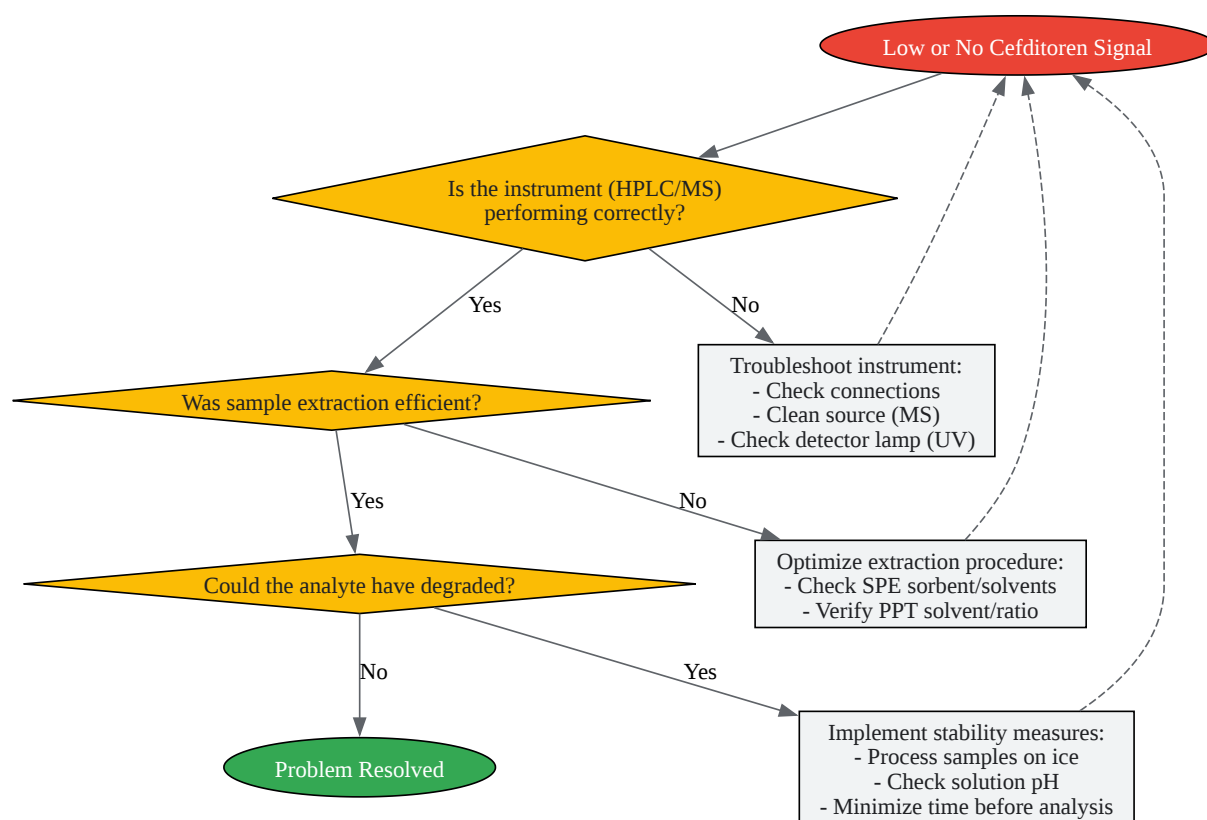 Low or No Cefditoren Signal
Is the instrument (HPLC/MS)
performing correctly?
Yes
No
Troubleshoot instrument:
- Check connections
- Clean source (MS)
- Check detector lamp (UV)
Was sample extraction efficient?
Yes
No
Optimize extraction procedure:
- Check SPE sorbent/solvents
- Verify PPT solvent/ratio
Could the analyte have degraded?
No
Yes
Implement stability measures:
- Process samples on ice
- Check solution pH
- Minimize time before analysis
Problem Resolved